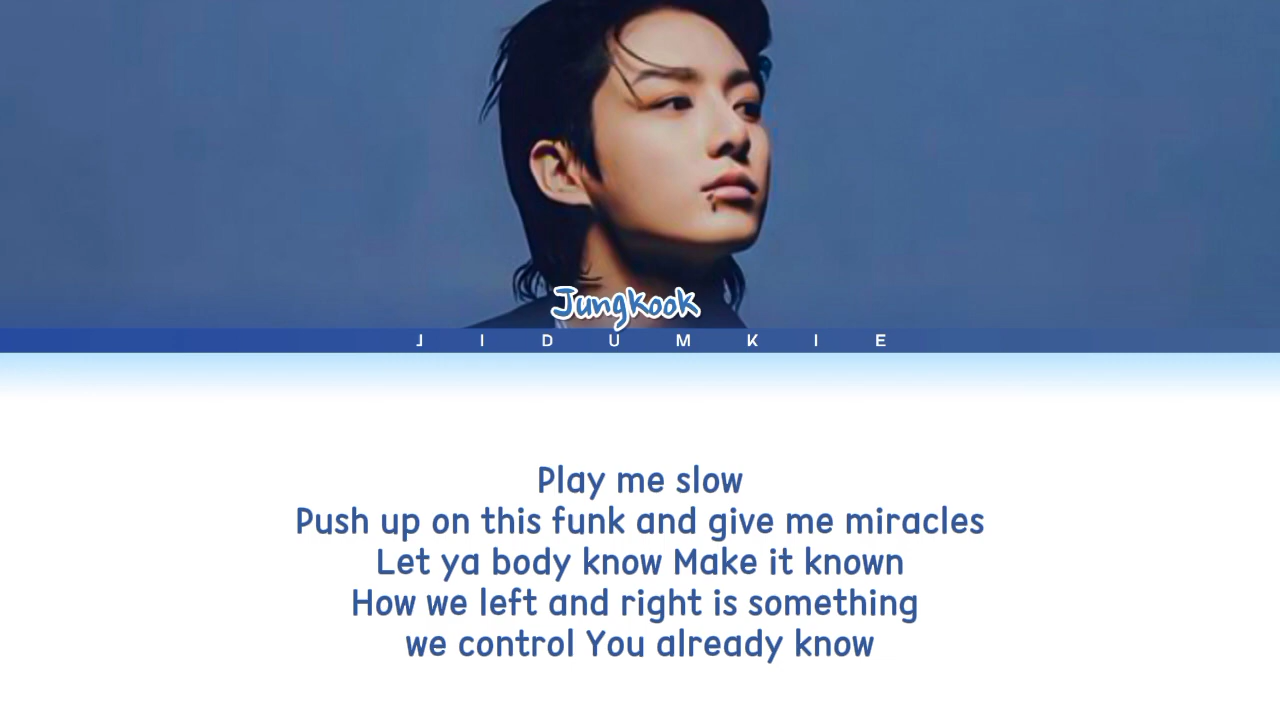 Jungkook
JIDUMKIE
Play me slow
Push up on this funk and give me miracles
Let ya body know Make it known
How we left and right is something
we control You already know